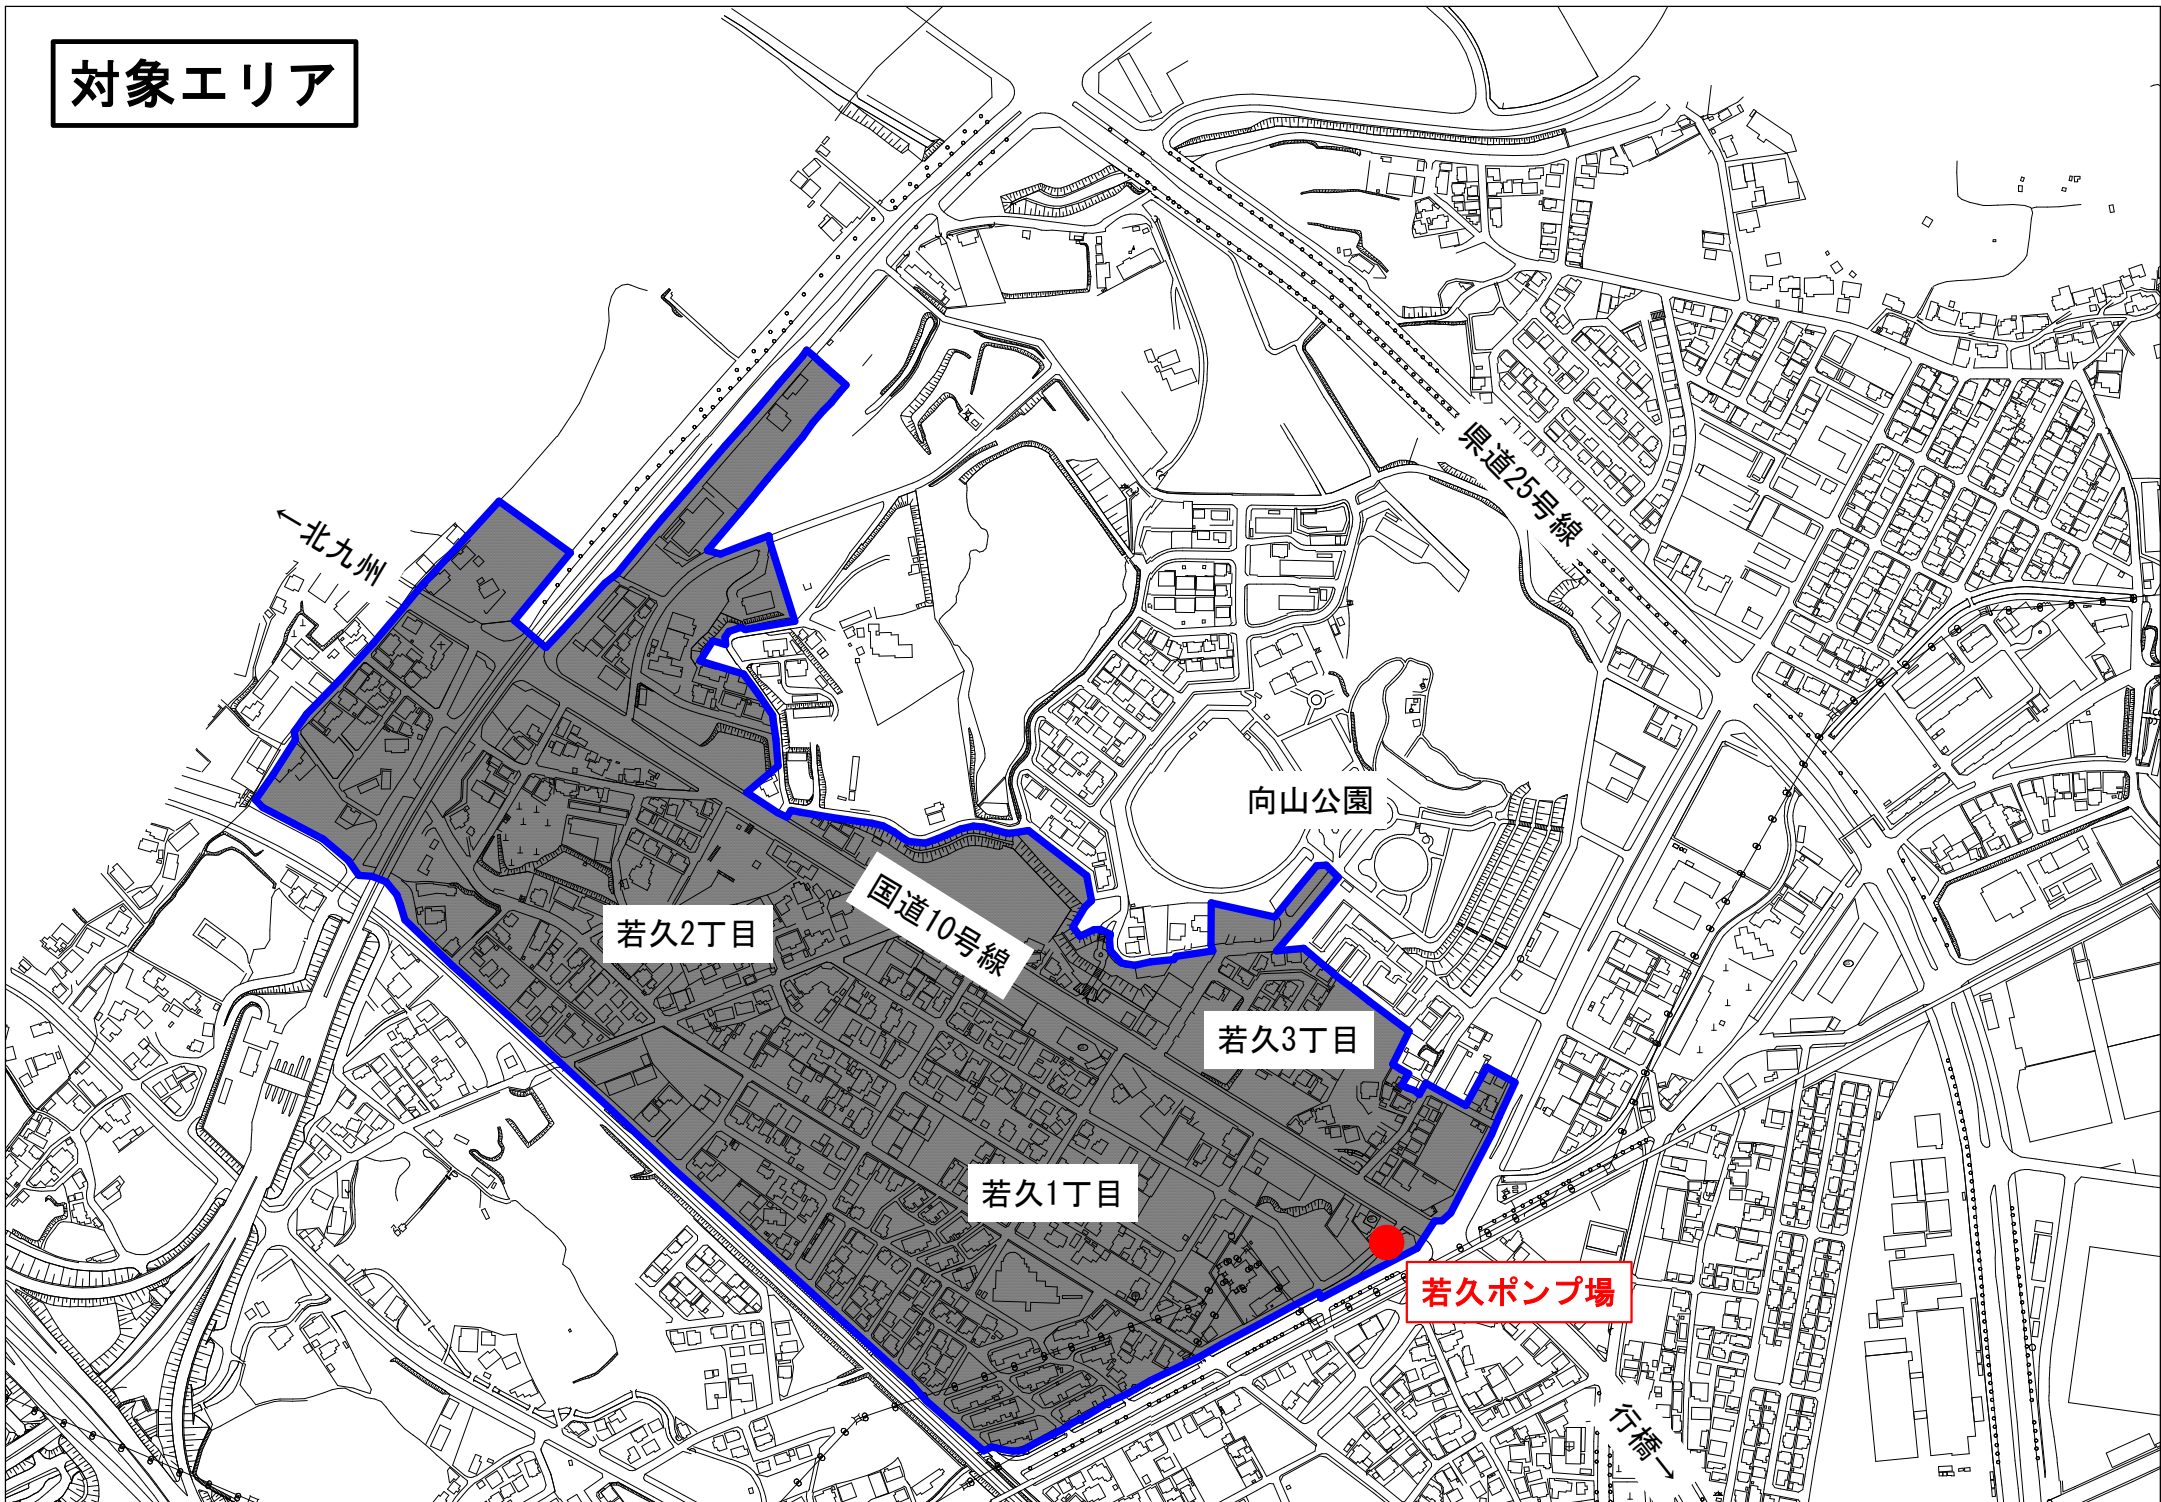 対象エリア
県道25号線
←北九州
向山公園
国道10号線
若久2丁目
若久3丁目
若久1丁目
若久ポンプ場
行橋→